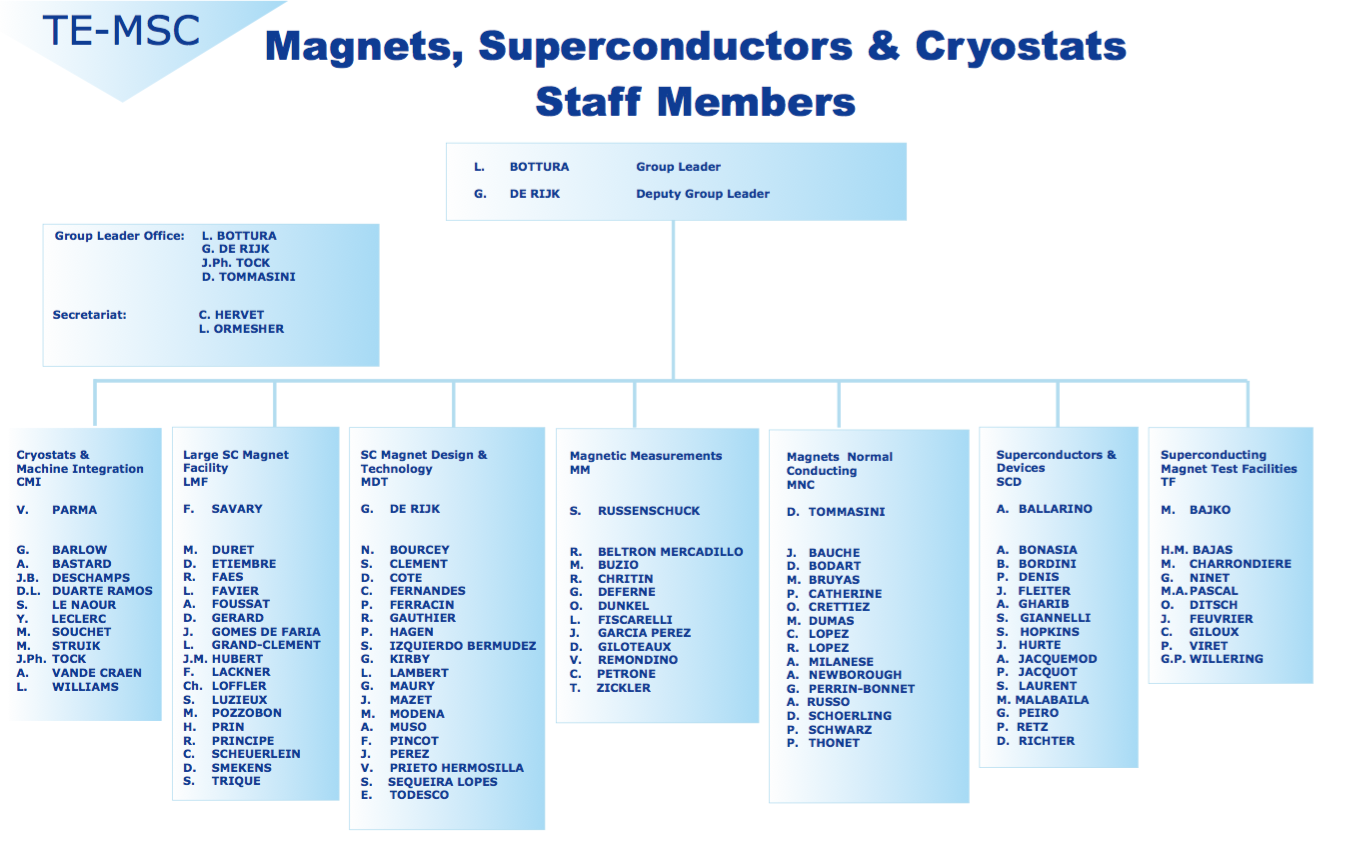 TE-MSC
Magnets, Superconductors & Cryostats
Staff Members
L. BOTTURA Group Leader
G. DE RIJK Deputy Group Leader
Group Leader Office: L. BOTTURA
G. DE RIJK
J.Ph. TOCK
D. TOMMASINI
Secretariat: C. HERVET
L. ORMESHER
Cryostats &
Machine Integration
CMI
V. PARMA
G. BARLOW
A. BASTARD
J.B. DESCHAMPS
D.L. DUARTE RAMOS
S. LE NAOUR
Y. LECLERC
M. SOUCHET
M. STRUIK
J.Ph. TOCK
A. VANDE CRAEN
L. WILLIAMS
Large SC Magnet
Facility
LMF
F. SAVARY
M. DURET
D. ETIEMBRE
R. FAES
L. FAVIER
A. FOUSSAT
D. GERARD
J. GOMES DE FARIA
L. GRAND-CLEMENT
J.M. HUBERT
F. LACKNER
Ch. LOFFLER
S. LUZIEUX
M. POZZOBON
H. PRIN
R. PRINCIPE
C. SCHEUERLEIN
D. SMEKENS
S. TRIQUE
SC Magnet Design &
Technology
MDT
G. DE RIJK
N. BOURCEY
S. CLEMENT
D. COTE
C. FERNANDES
P. FERRACIN
R. GAUTHIER
P. HAGEN
S. IZQUIERDO BERMUDEZ
G. KIRBY
L. LAMBERT
G. MAURY
J. MAZET
M. MODENA
A. MUSO
F. PINCOT
J. PEREZ
V. PRIETO HERMOSILLA
S. SEQUEIRA LOPES
E. TODESCO
Magnetic Measurements
MM
S. RUSSENSCHUCK
R. BELTRON MERCADILLO
M. BUZIO
R. CHRITIN
G. DEFERNE
O. DUNKEL
L. FISCARELLI
J. GARCIA PEREZ
D. GILOTEAUX
V. REMONDINO
C. PETRONE
T. ZICKLER
Magnets Normal
Conducting
MNC
D. TOMMASINI
J. BAUCHE
D. BODART
M. BRUYAS
P. CATHERINE
O. CRETTIEZ
M. DUMAS
C. LOPEZ
R. LOPEZ
A. MILANESE
A. NEWBOROUGH
G. PERRIN-BONNET
A. RUSSO
D. SCHOERLING
P. SCHWARZ
P. THONET
Superconductors &
Devices
SCD
A. BALLARINO
A. BONASIA
B. BORDINI
P. DENIS
J. FLEITER
A. GHARIB
S. GIANNELLI
S. HOPKINS
J. HURTE
A. JACQUEMOD
P. JACQUOT
S. LAURENT
M. MALABAILA
G. PEIRO
P. RETZ
D. RICHTER
Superconducting
Magnet Test Facilities
TF
M. BAJKO
H.M. BAJAS
M. CHARRONDIERE
G. NINET
M.A. PASCAL
O. DITSCH
J. FEUVRIER
C. GILOUX
P. VIRET
G.P. WILLERING